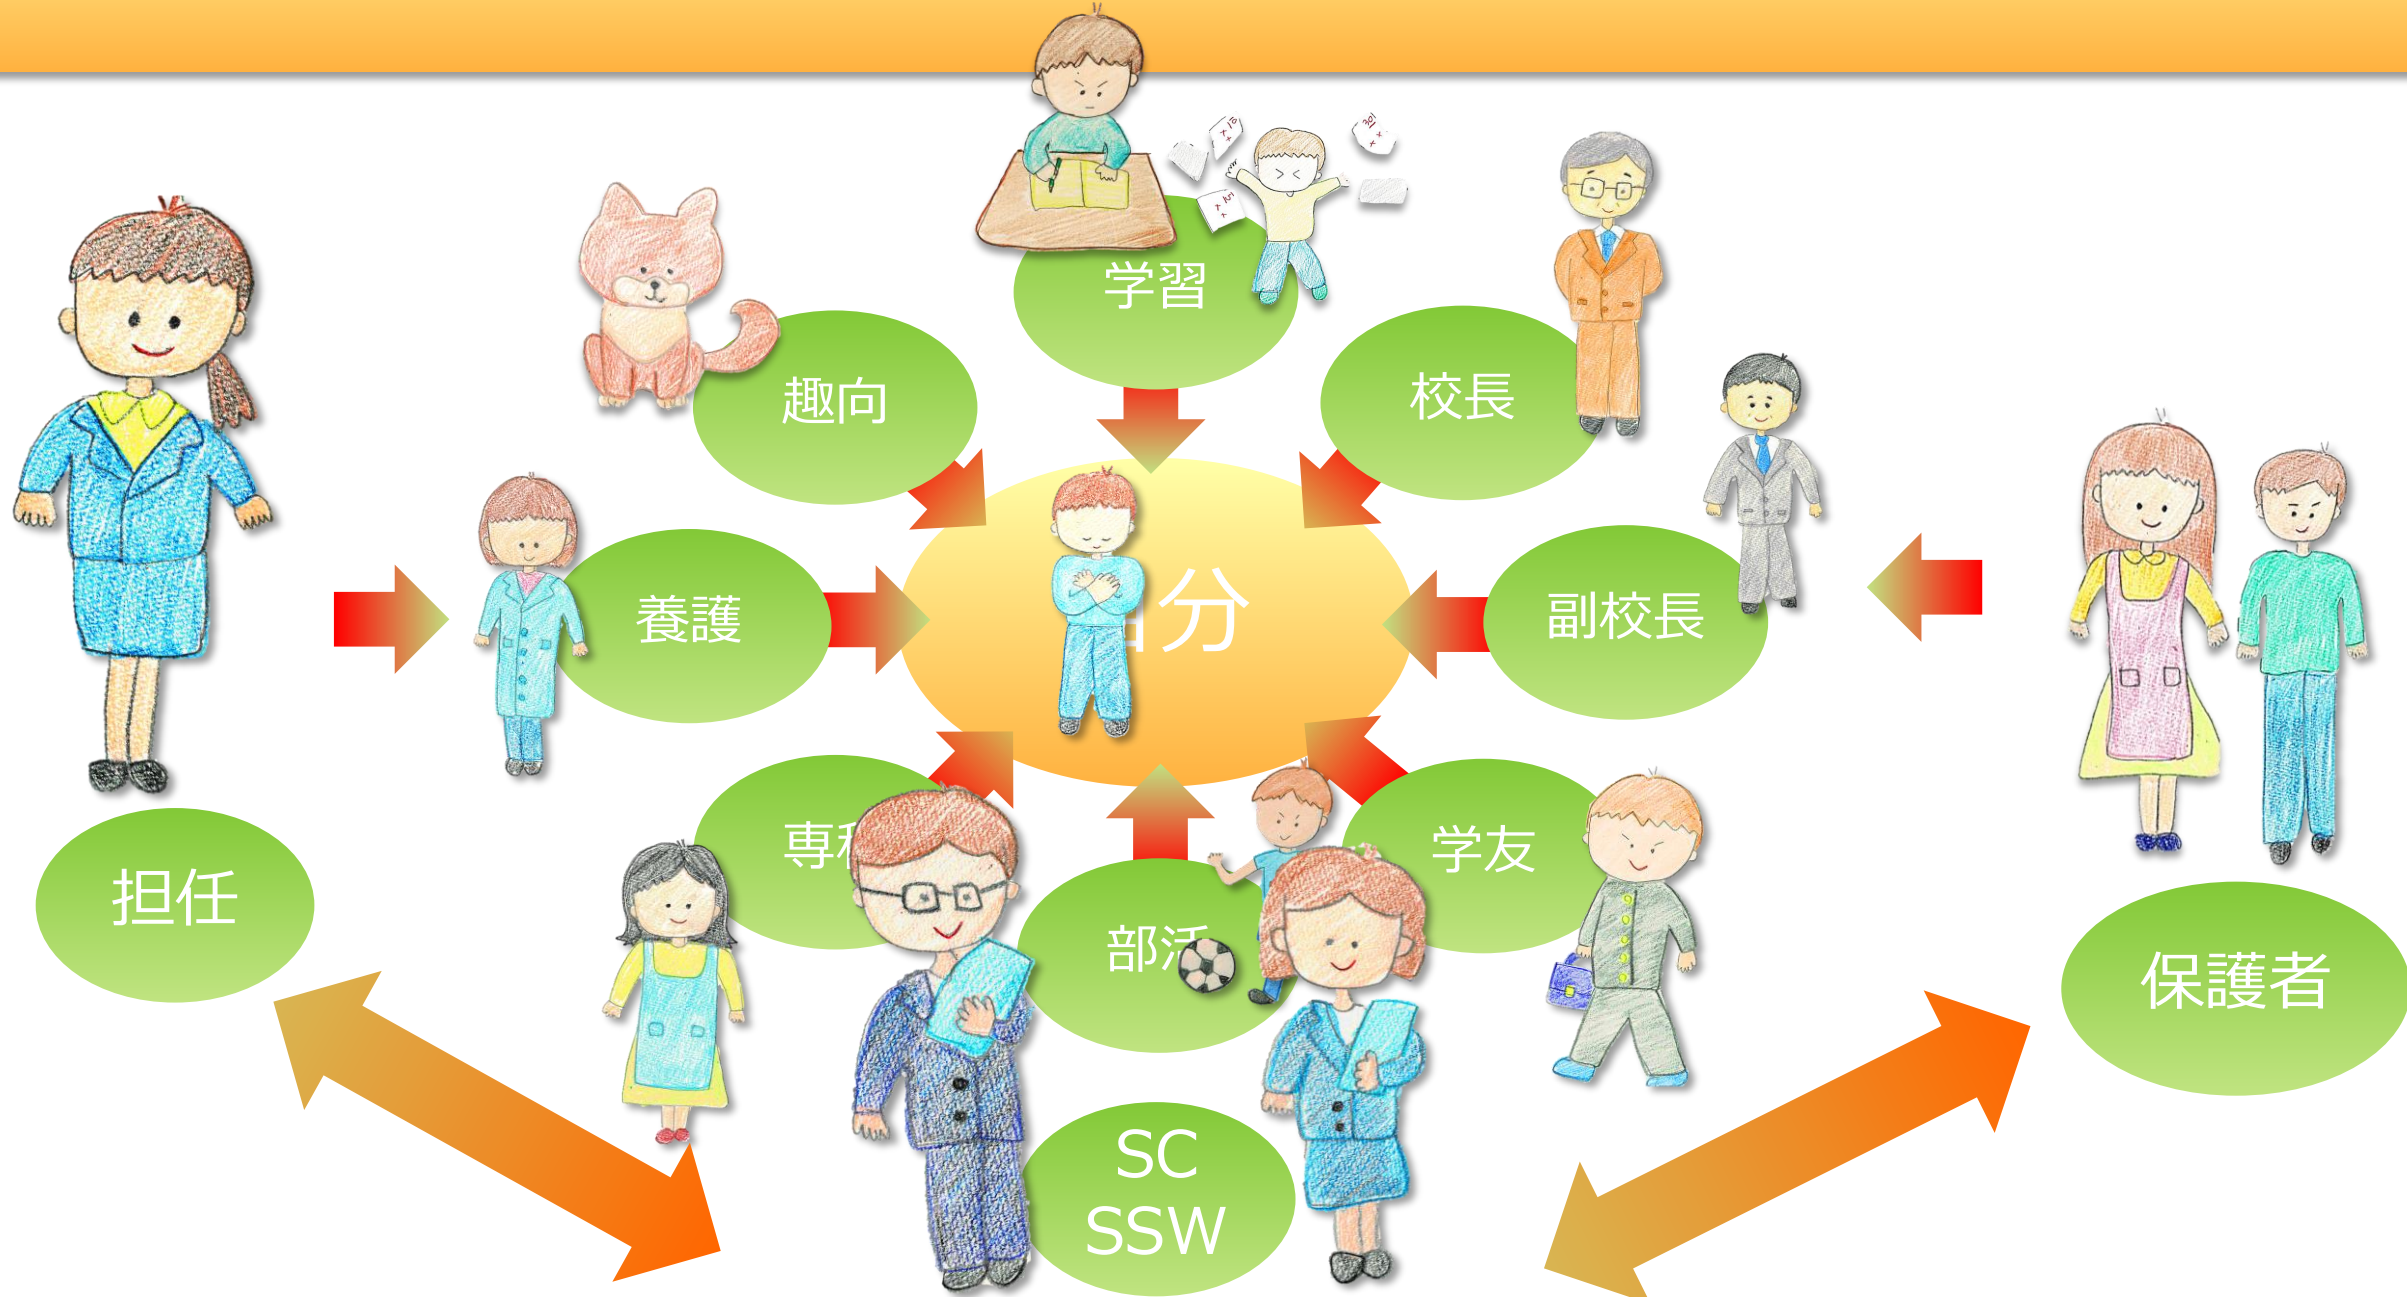 学習
趣向
校長
養護
分
副校長
専
学友
担任
部活
保護者
SC
SSW